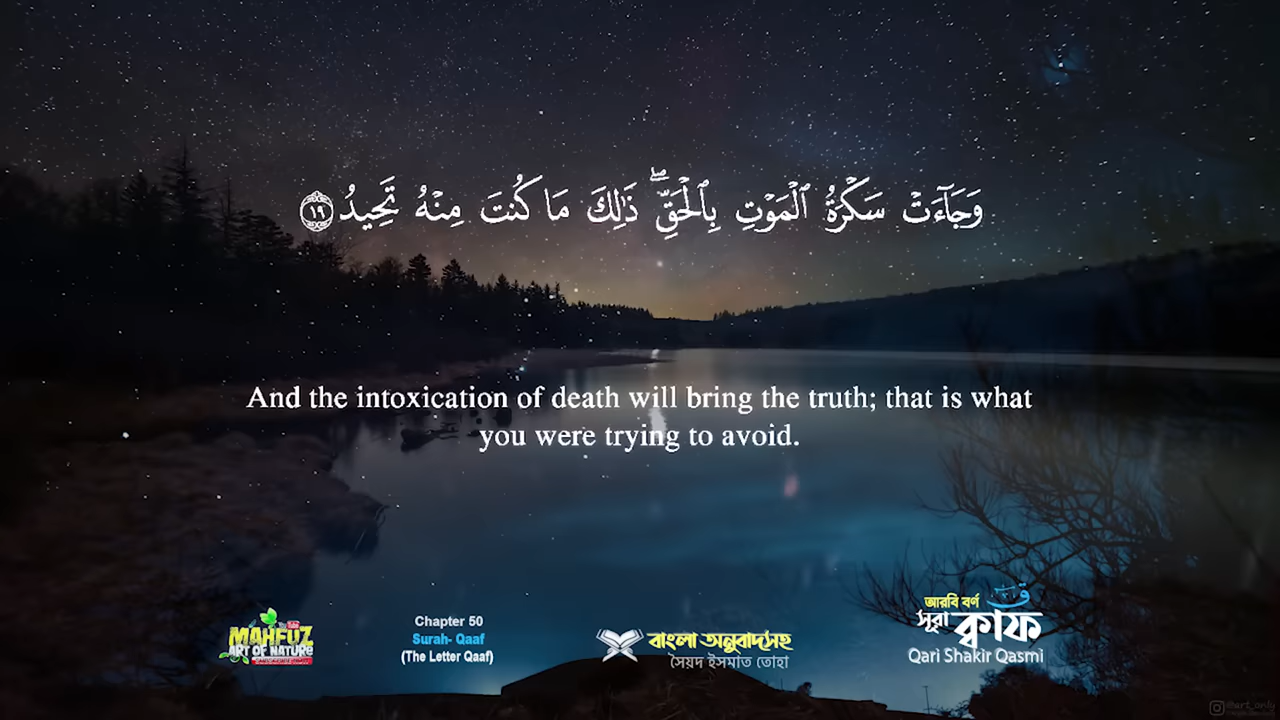 وَجَآءَتْ سَكْرَةُ ٱلْمَوْتِ بِٱلْحَقِّ ۖ ذَٰلِكَ مَا كُنتَ مِنْهُ تَحِيدُ ١٩
And the intoxication of death will bring the truth; that is what
you were trying to avoid.
MAHFUZ
ART OF NATURE
Chapter 50
Surah- Qaaf
(The Letter Qaaf)
বাংলা অনুবাদসহ
সৈয়দ ইসমাত তোহা
আরবি বর্ণ ق
সূরা ক্বাফ
Qari Shakir Qasmi
@art_only